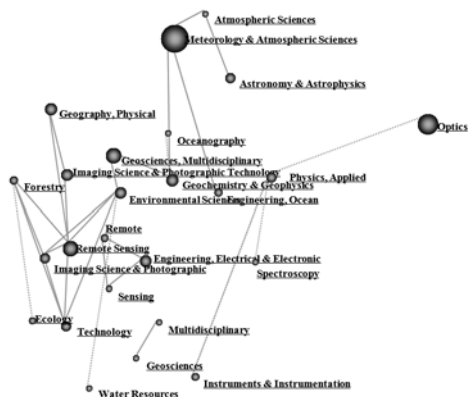 Atmospheric Sciences
Meteorology & Atmospheric Sciences
Astronomy & Astrophysics
Geography, Physical
Optics
Oceanography
Geosciences, Multidisciplinary
Imaging Science & Photographic Technology
Physics, Applied
Geochemistry & Geophysics
Forestry
Environmental Sciences
Engineering, Ocean
Remote
Remote Sensing
Engineering, Electrical & Electronic
Imaging Science & Photographic
Spectroscopy
Sensing
Ecology
Technology
Multidisciplinary
Geosciences
Instruments & Instrumentation
Water Resources